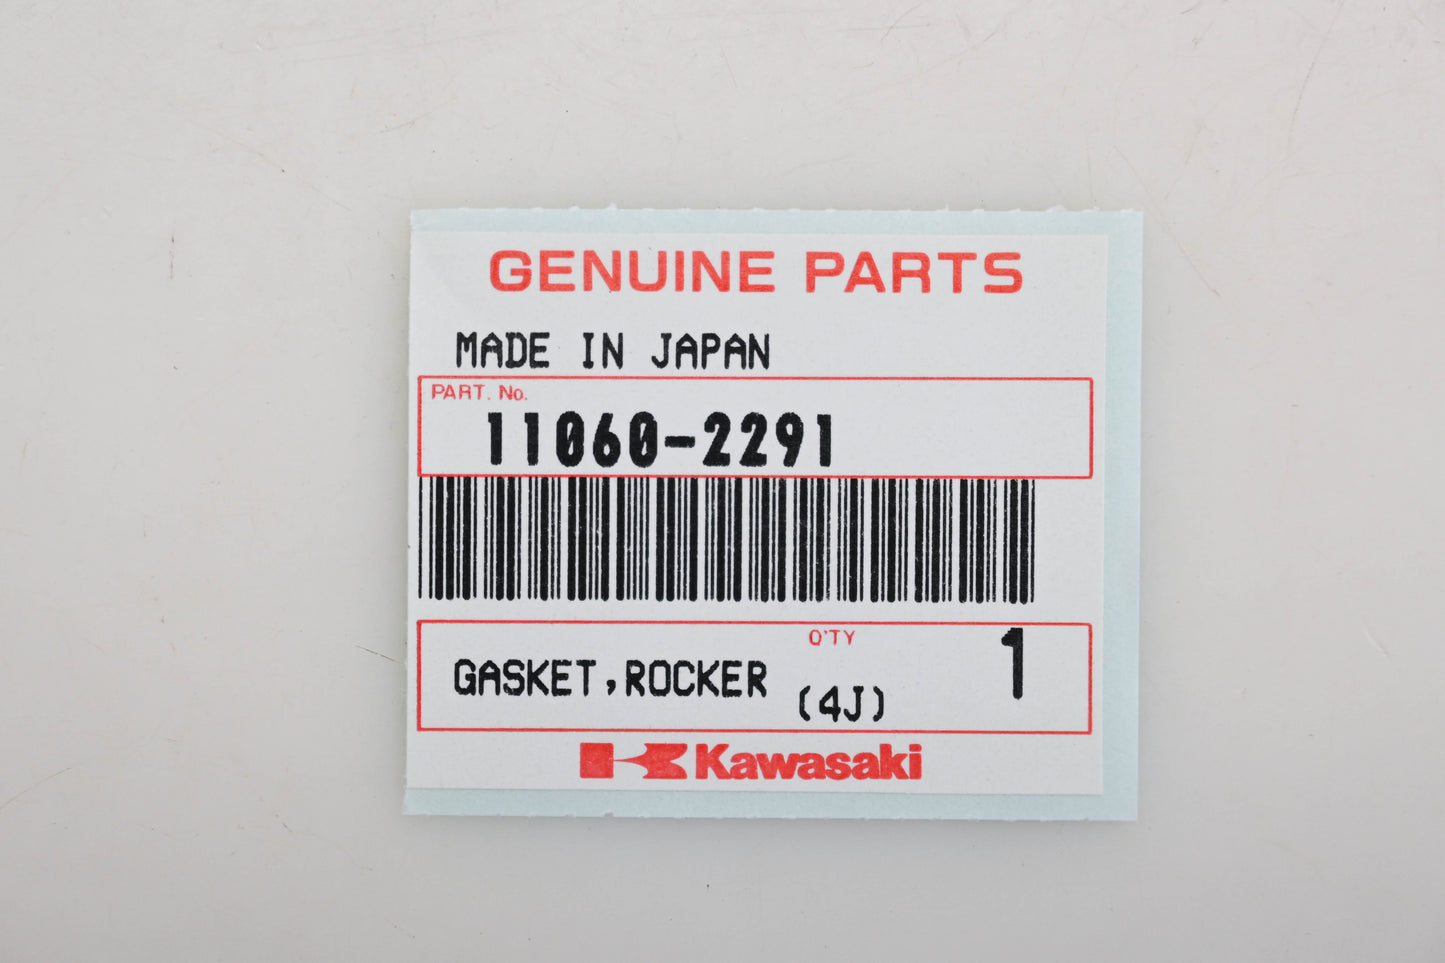 GENUINE PARTS
MADE IN JAPAN
PART. No.
11060-2291
Q'TY
1
GASKET,ROCKER
(4J)
Kawasaki